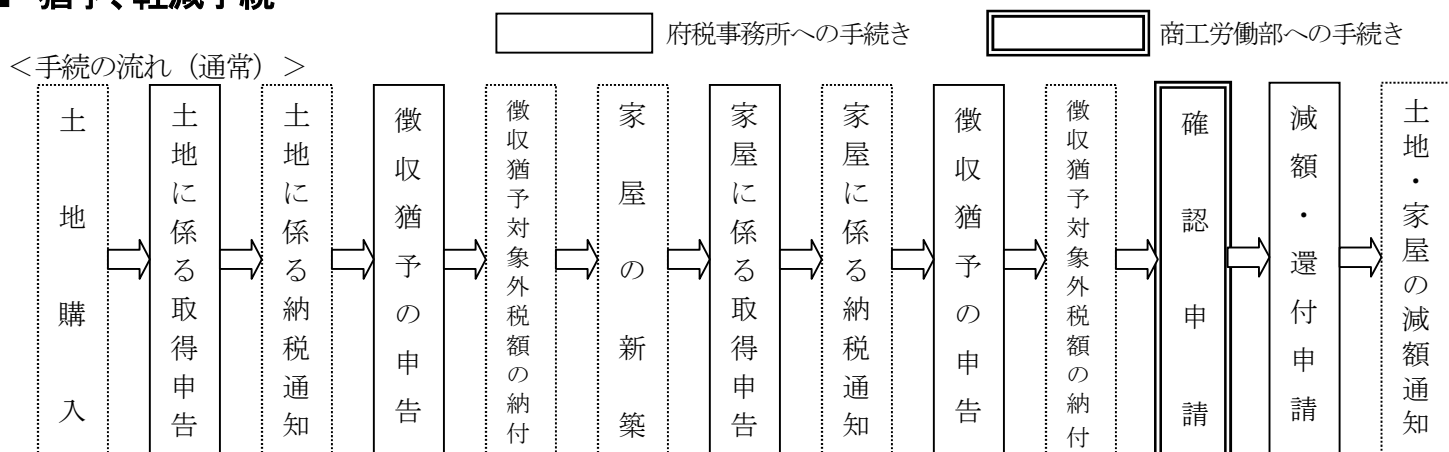 猶予、軽減手続
府税事務所への手続き
商工労働部への手続き
<手続の流れ(通常)>
土地購入
土地に係る取得申告
土地に係る納税通知
徴収猶予の申告
徴収猶予対象外税額の納付
家屋の新築
家屋に係る取得申告
家屋に係る納税通知
徴収猶予の申告
徴収猶予対象外税額の納付
確認申請
減額・還付申請
土地・家屋の減額通知